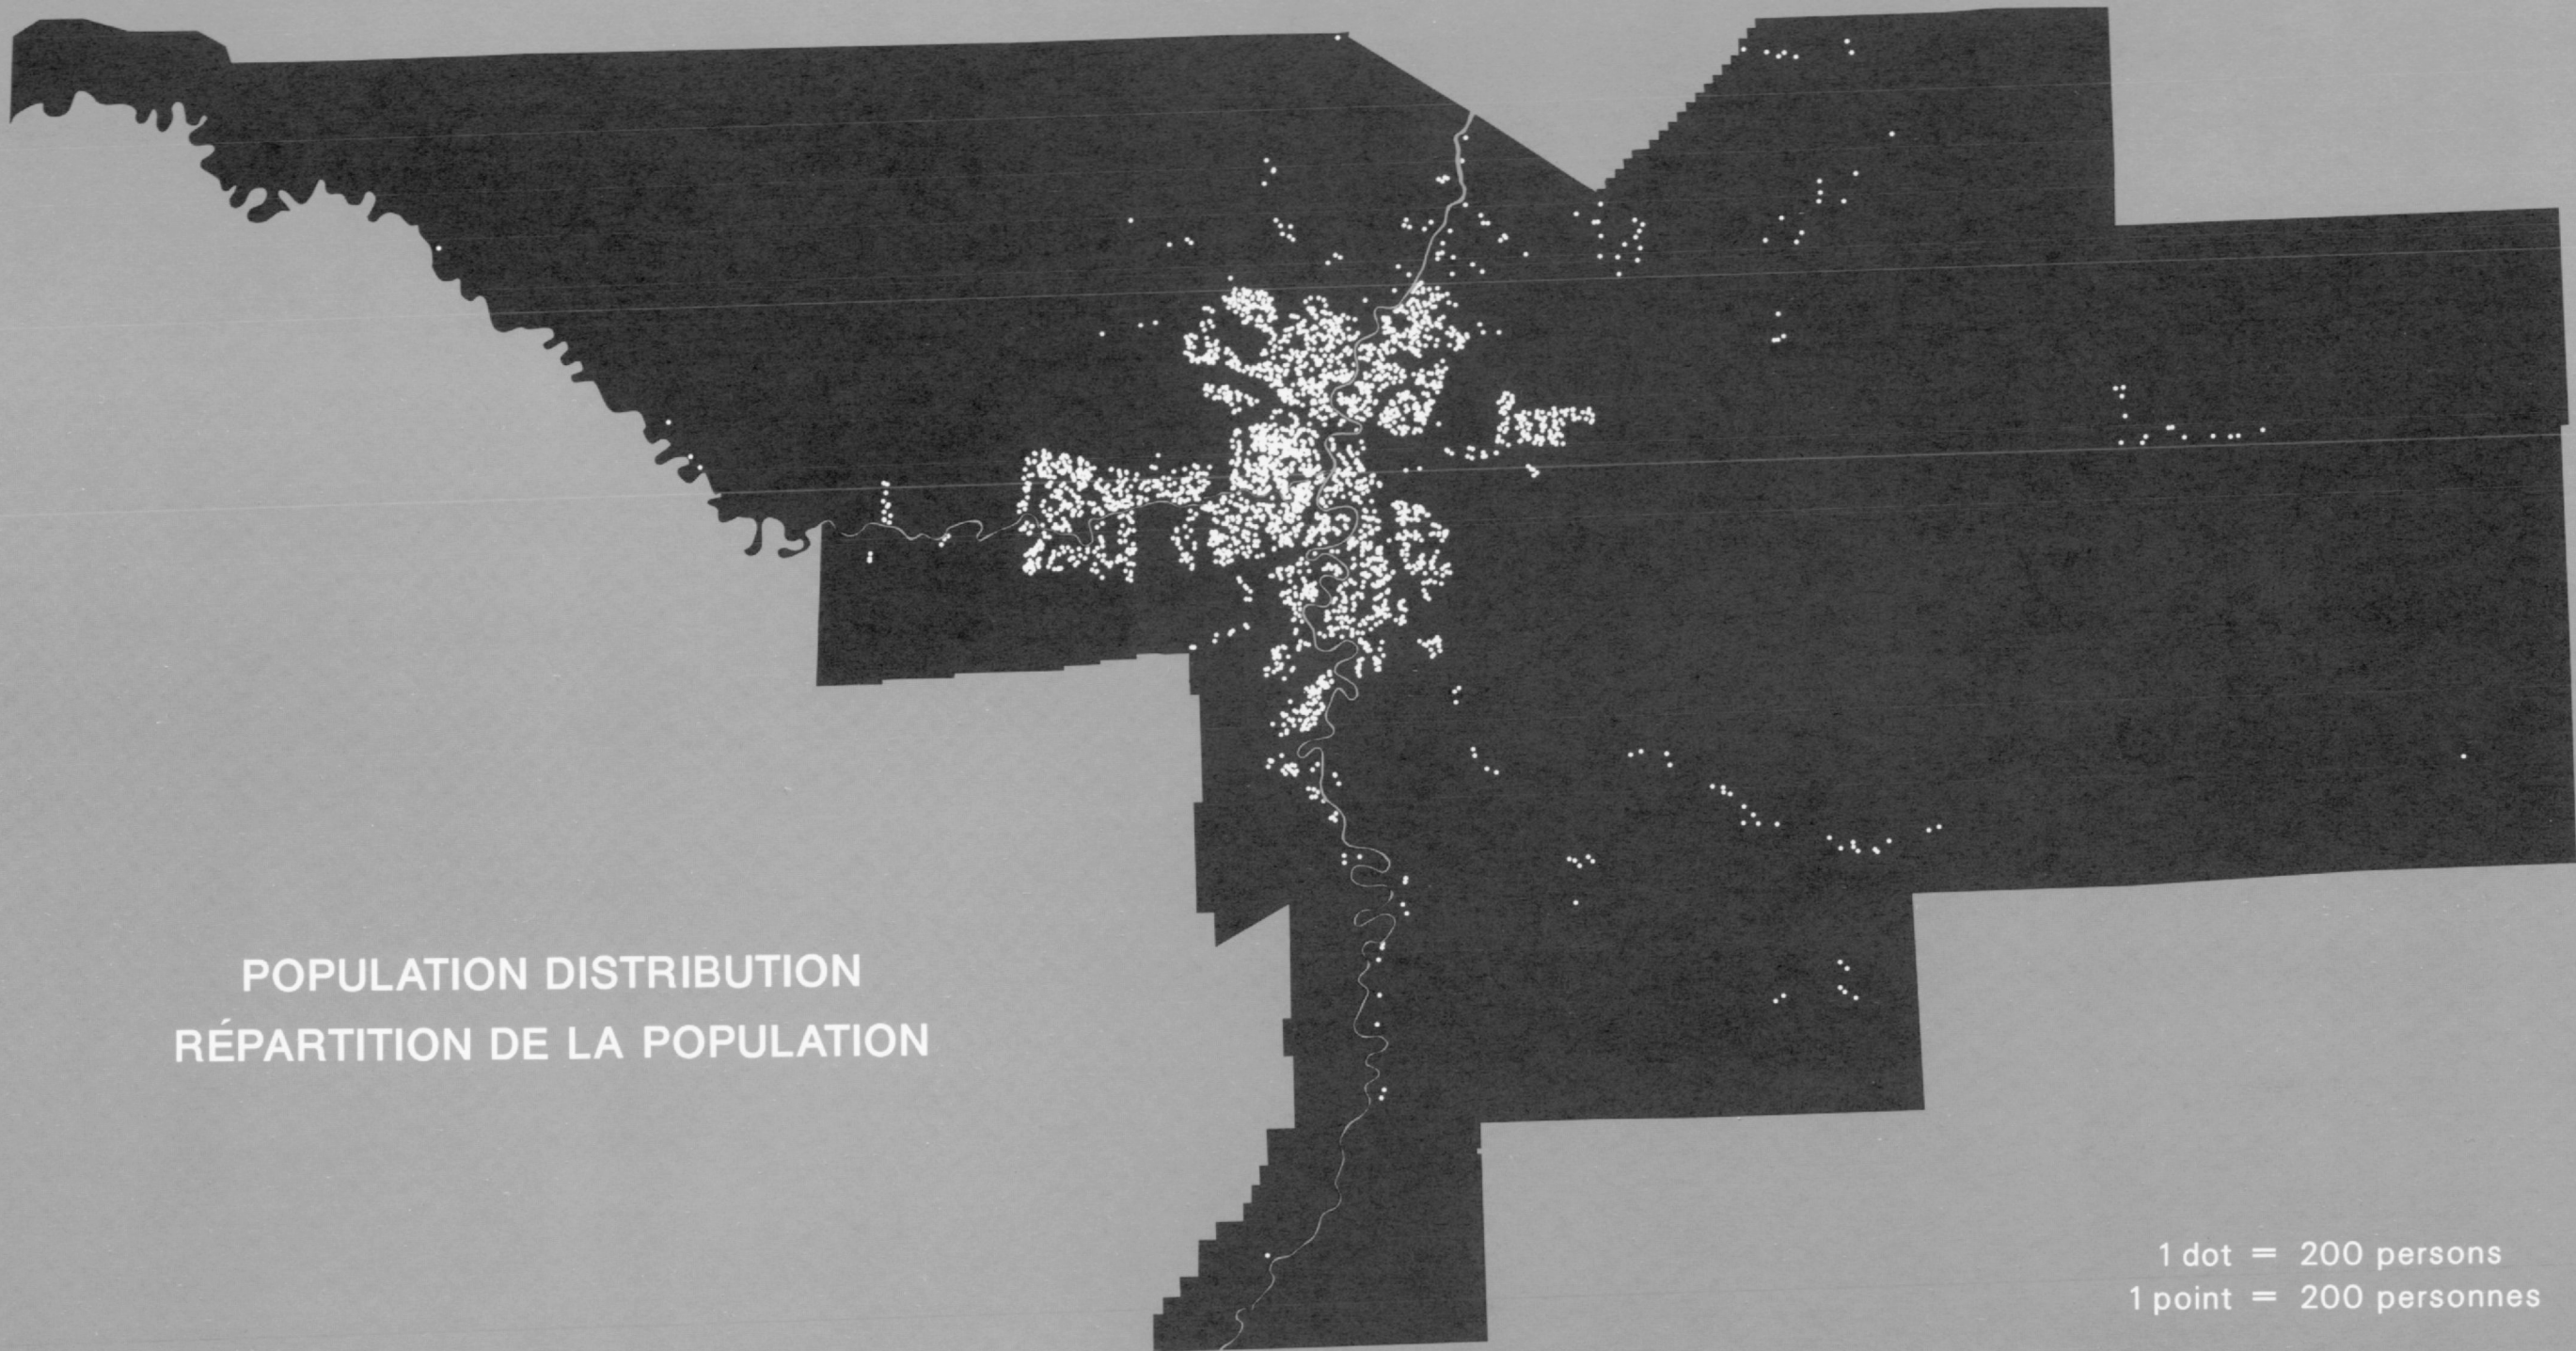 POPULATION DISTRIBUTION
RÉPARTITION DE LA POPULATION
1 dot = 200 persons
1 point = 200 personnes